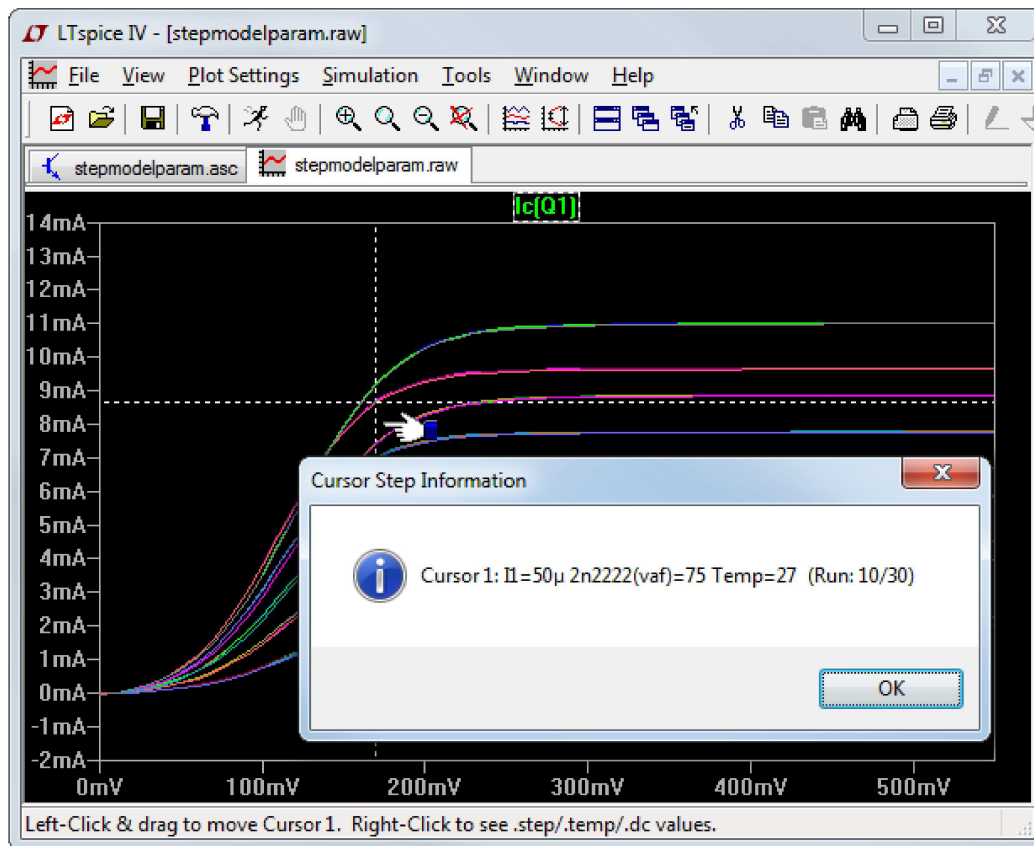 LTspice IV - [stepmodelparam.raw]
File View Plot Settings Simulation Tools Window Help
stepmodelparam.asc stepmodelparam.raw
Ic(Q1)
14mA
13mA
12mA
11mA
10mA
9mA
8mA
7mA
6mA
5mA
4mA
3mA
2mA
1mA
0mA
-1mA
-2mA
Cursor Step Information
Cursor 1: I1=50µ 2n2222(vaf)=75 Temp=27 (Run: 10/30)
OK
0mV 100mV 200mV 300mV 400mV 500mV
Left-Click & drag to move Cursor 1. Right-Click to see .step/.temp/.dc values.